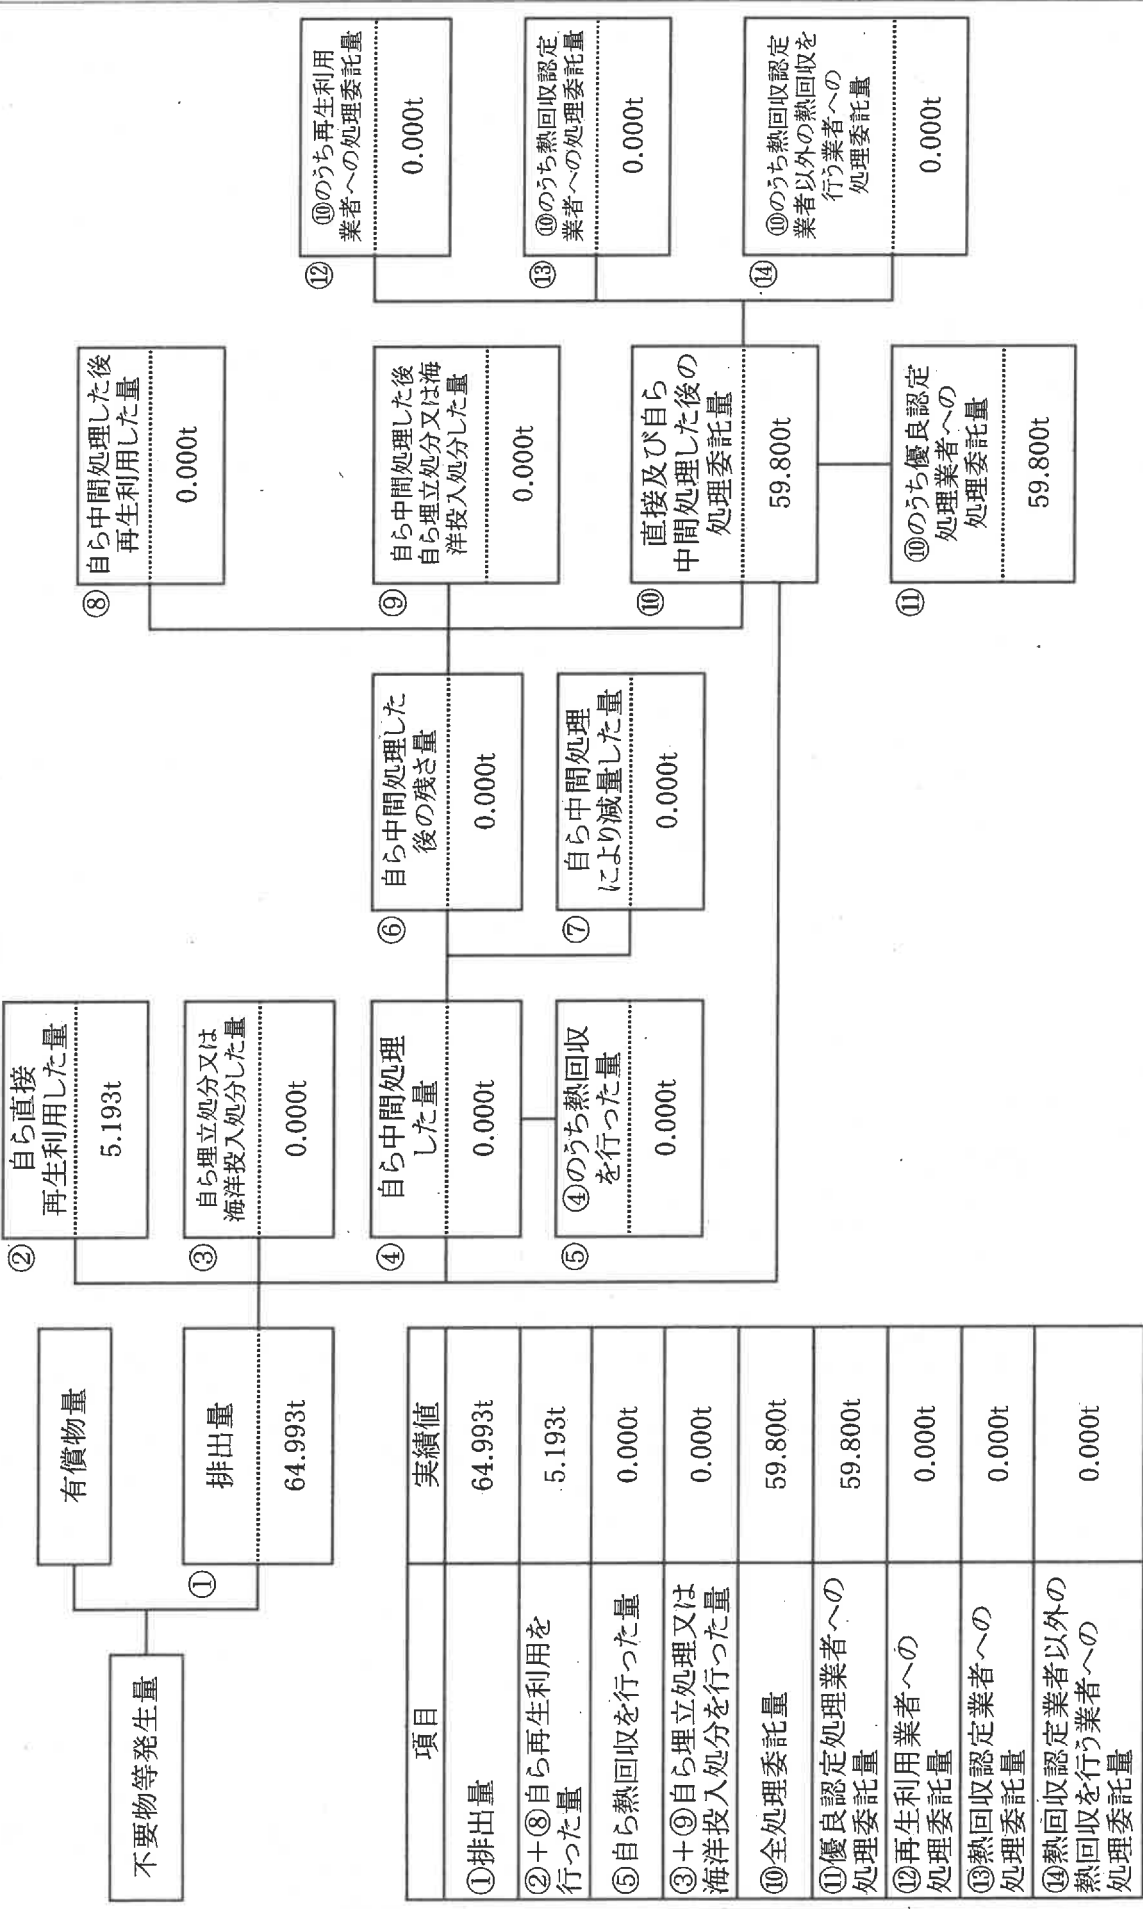 不要物等発生量
有償物量
①
排出量
64.993t
②
自ら直接
再生利用した量
5.193t
③
自ら埋立処分又は
海洋投入処分した量
0.000t
④
自ら中間処理
した量
0.000t
⑤
④のうち熱回収
を行った量
0.000t
⑥
自ら中間処理した
後の残さ量
0.000t
⑦
自ら中間処理
により減量した量
0.000t
⑧
自ら中間処理した後
再生利用した量
0.000t
⑨
自ら中間処理した後
自ら埋立処分又は海
洋投入処分した量
0.000t
⑩
直接及び自ら
中間処理した後の
処理委託量
59.800t
⑪
⑩のうち優良認定
処理業者への
処理委託量
59.800t
⑫
⑩のうち再生利用
業者への処理委託量
0.000t
⑬
⑩のうち熱回収認定
業者への処理委託量
0.000t
⑭
⑩のうち熱回収認定
業者以外の熱回収を
行う業者への
処理委託量
0.000t
項目 実績値
①排出量 64.993t
②+⑧自ら再生利用を
行った量 5.193t
⑤自ら熱回収を行った量 0.000t
③+⑨自ら埋立処理又は
海洋投入処分を行った量 0.000t
⑩全処理委託量 59.800t
⑪優良認定処理業者への
処理委託量 59.800t
⑫再生利用業者への
処理委託量 0.000t
⑬熱回収認定業者への
処理委託量 0.000t
⑭熱回収認定業者以外の
熱回収を行う業者への
処理委託量 0.000t